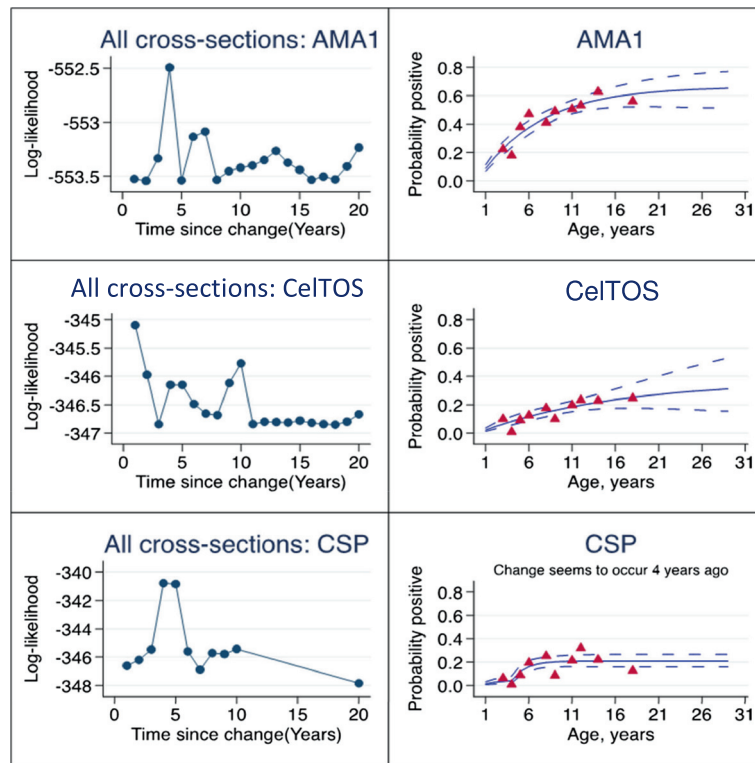 All cross-sections: AMA1
Log-likelihood
-552.5
-553
-553.5
0 5 10 15 20
Time since change(Years)
AMA1
Probability positive
0.8
0.6
0.4
0.2
0.0
1 6 11 16 21 26 31
Age, years
All cross-sections: CelTOS
Log-likelihood
-345
-345.5
-346
-346.5
-347
0 5 10 15 20
Time since change(Years)
CelTOS
Probability positive
0.8
0.6
0.4
0.2
0.0
1 6 11 16 21 26 31
Age, years
All cross-sections: CSP
Log-likelihood
-340
-342
-344
-346
-348
0 5 10 15 20
Time since change(Years)
CSP
Change seems to occur 4 years ago
Probability positive
0.8
0.6
0.4
0.2
0.0
1 6 11 16 21 26 31
Age, years